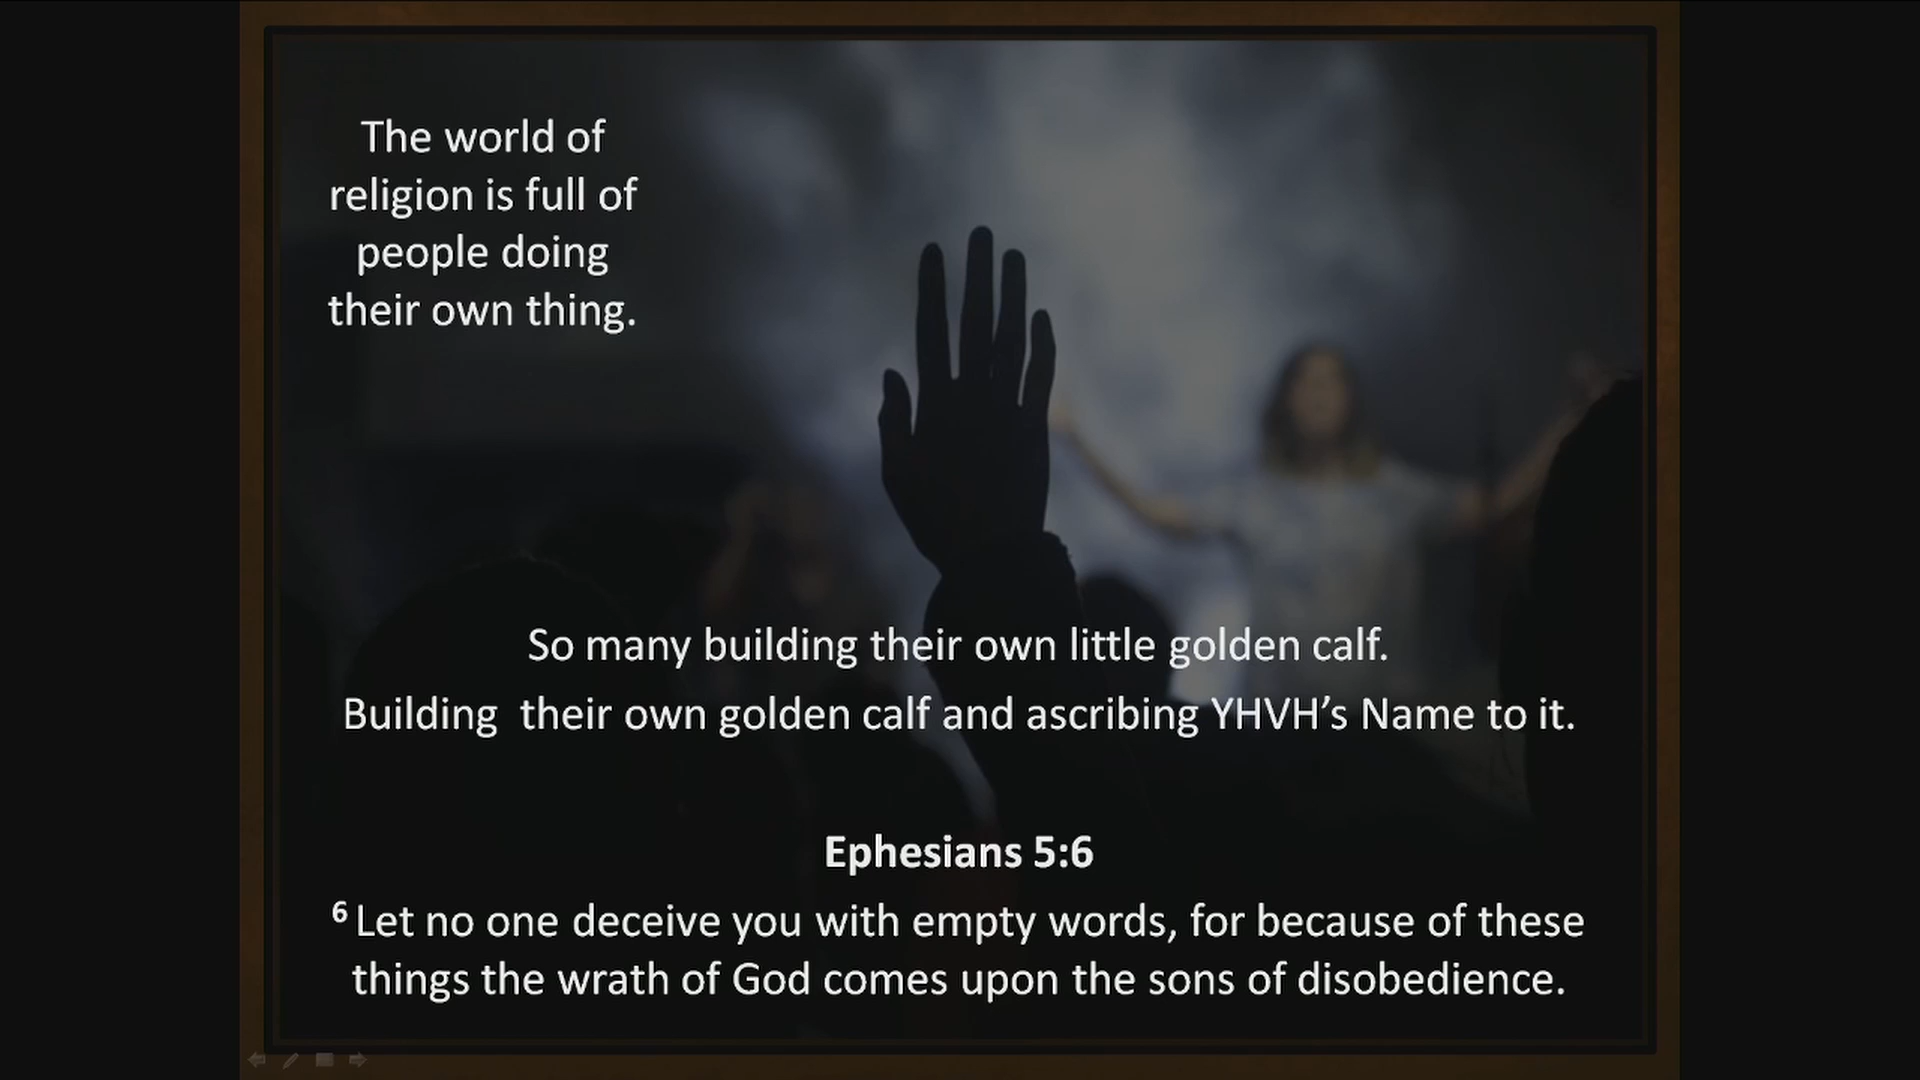 The world of
religion is full of
people doing
their own thing.
So many building their own little golden calf.
Building  their own golden calf and ascribing YHVH’s Name to it.
Ephesians 5:6
6 Let no one deceive you with empty words, for because of these
things the wrath of God comes upon the sons of disobedience.